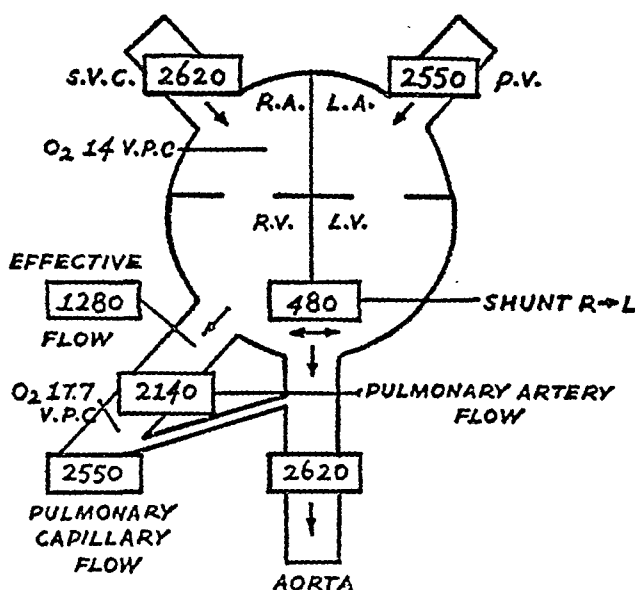 S.V.C. 2620
2550 P.V.
R.A. L.A.
O2 14 V.P.C
R.V. L.V.
EFFECTIVE
1280
FLOW
480
SHUNT R→L
O2 17.7
V.P.C
2140
PULMONARY ARTERY
FLOW
2550
PULMONARY
CAPILLARY
FLOW
2620
AORTA